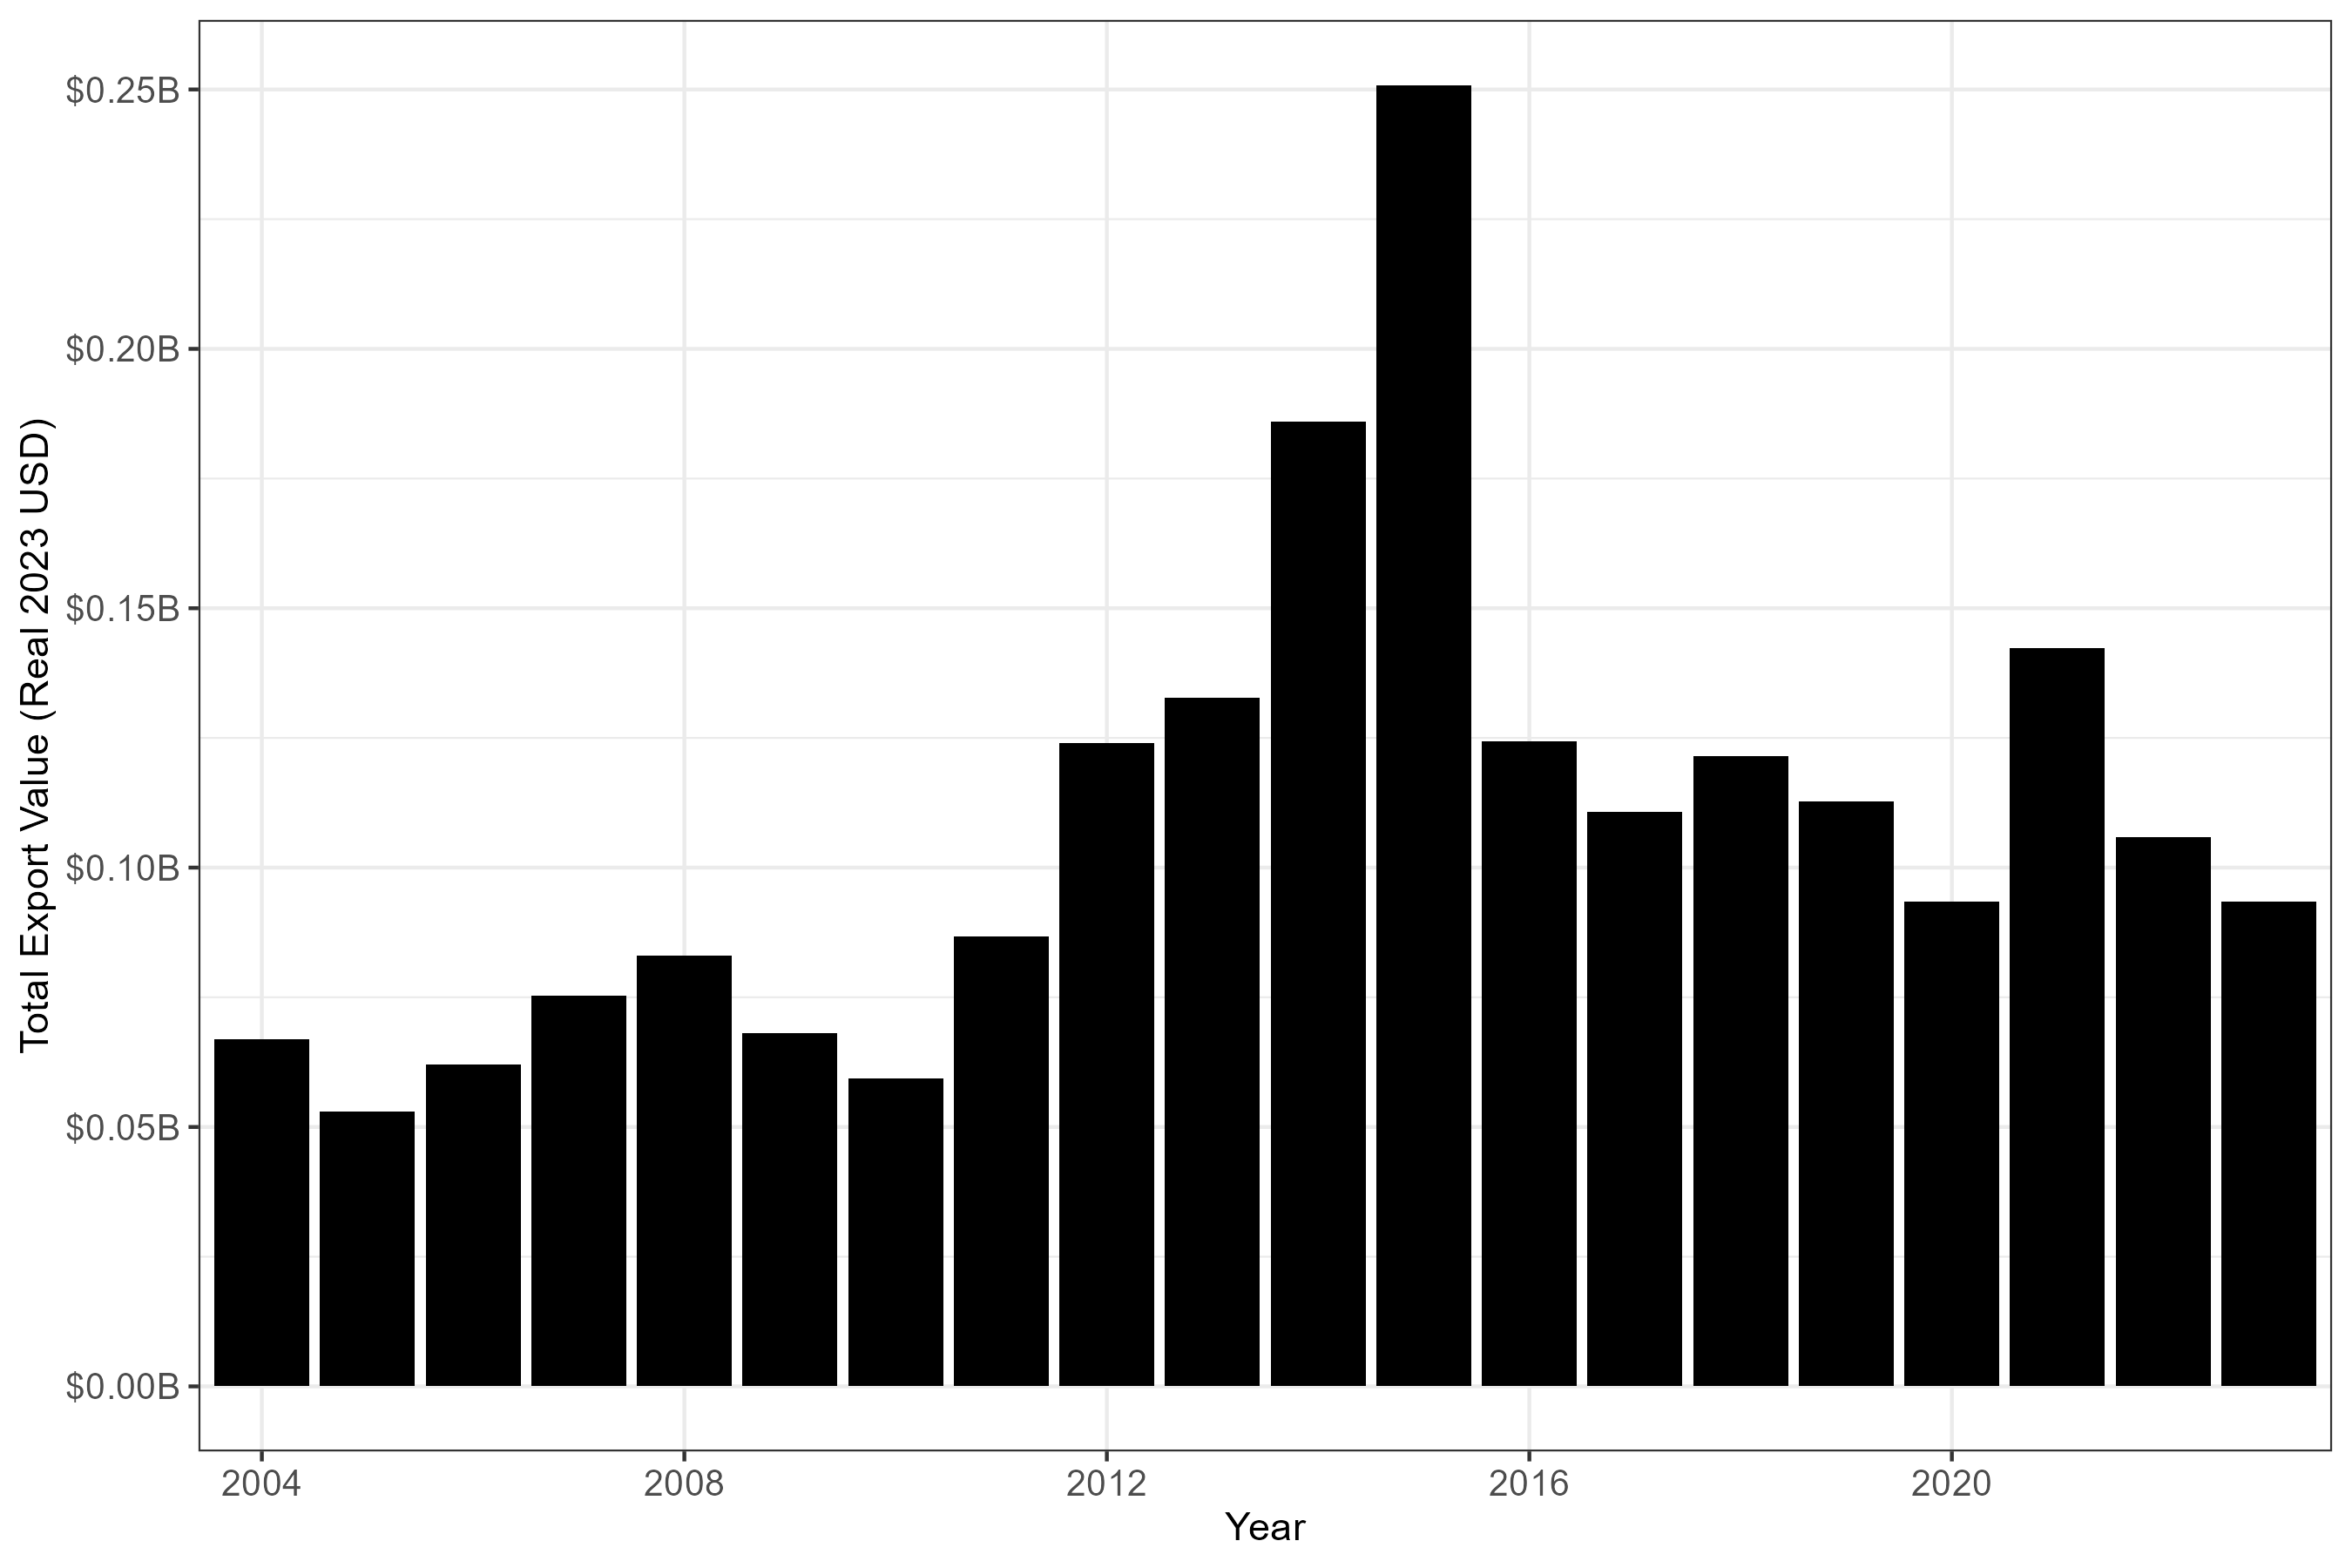 Total Export Value (Real 2023 USD)
$0.25B
$0.20B
$0.15B
$0.10B
$0.05B
$0.00B
2004 2008 2012 2016 2020
Year